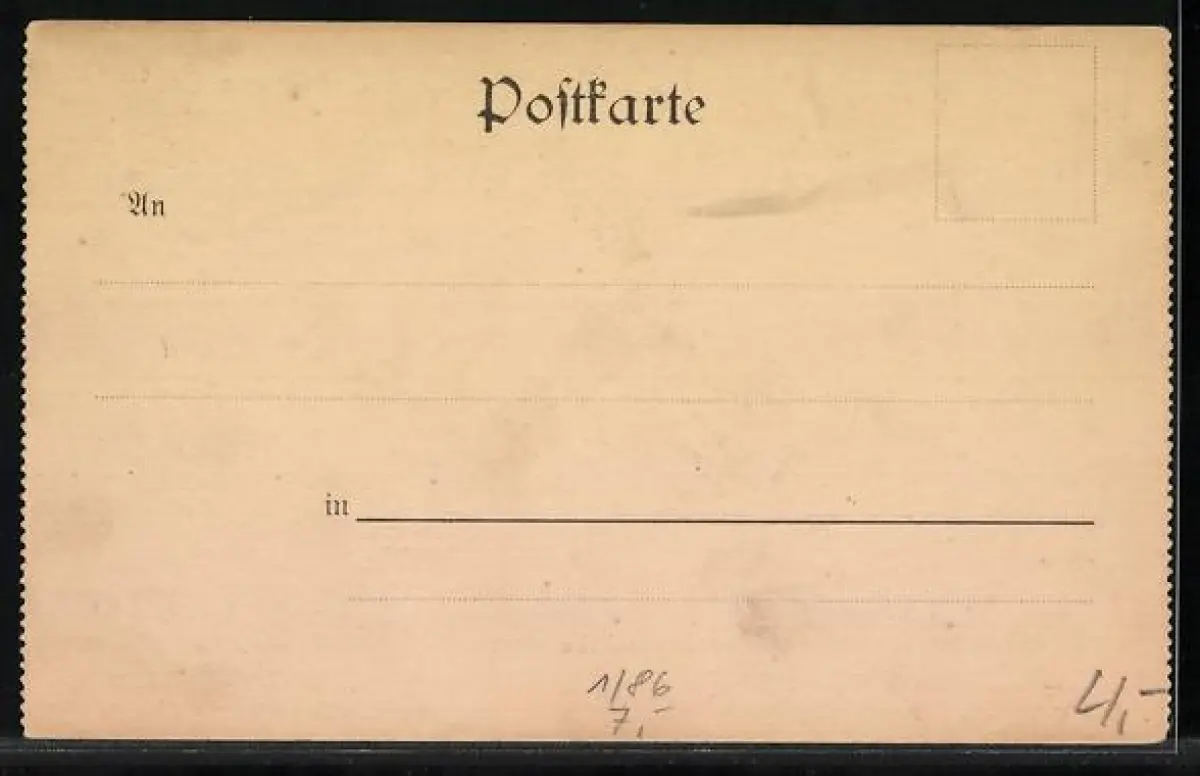 Poſtkarte
An
in
1/86
7,-
4,-